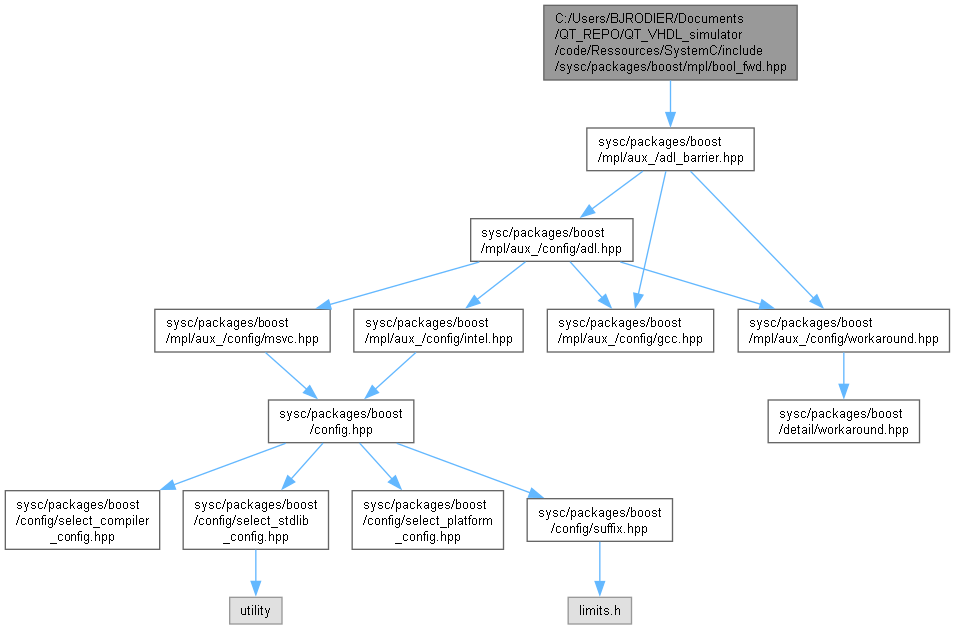 C:/Users/BJRODIER/Documents
/QT_REPO/QT_VHDL_simulator
/code/Ressources/SystemC/include
/sysc/packages/boost/mpl/bool_fwd.hpp
sysc/packages/boost
/mpl/aux_/adl_barrier.hpp
sysc/packages/boost
/mpl/aux_/config/adl.hpp
sysc/packages/boost
/mpl/aux_/config/msvc.hpp
sysc/packages/boost
/mpl/aux_/config/intel.hpp
sysc/packages/boost
/mpl/aux_/config/gcc.hpp
sysc/packages/boost
/mpl/aux_/config/workaround.hpp
sysc/packages/boost
/config.hpp
sysc/packages/boost
/detail/workaround.hpp
sysc/packages/boost
/config/select_compiler
_config.hpp
sysc/packages/boost
/config/select_stdlib
_config.hpp
sysc/packages/boost
/config/select_platform
_config.hpp
sysc/packages/boost
/config/suffix.hpp
utility
limits.h